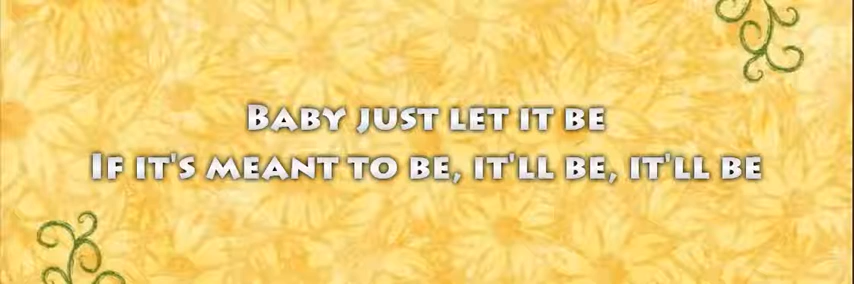 Baby just let it be
If it's meant to be, it'll be, it'll be